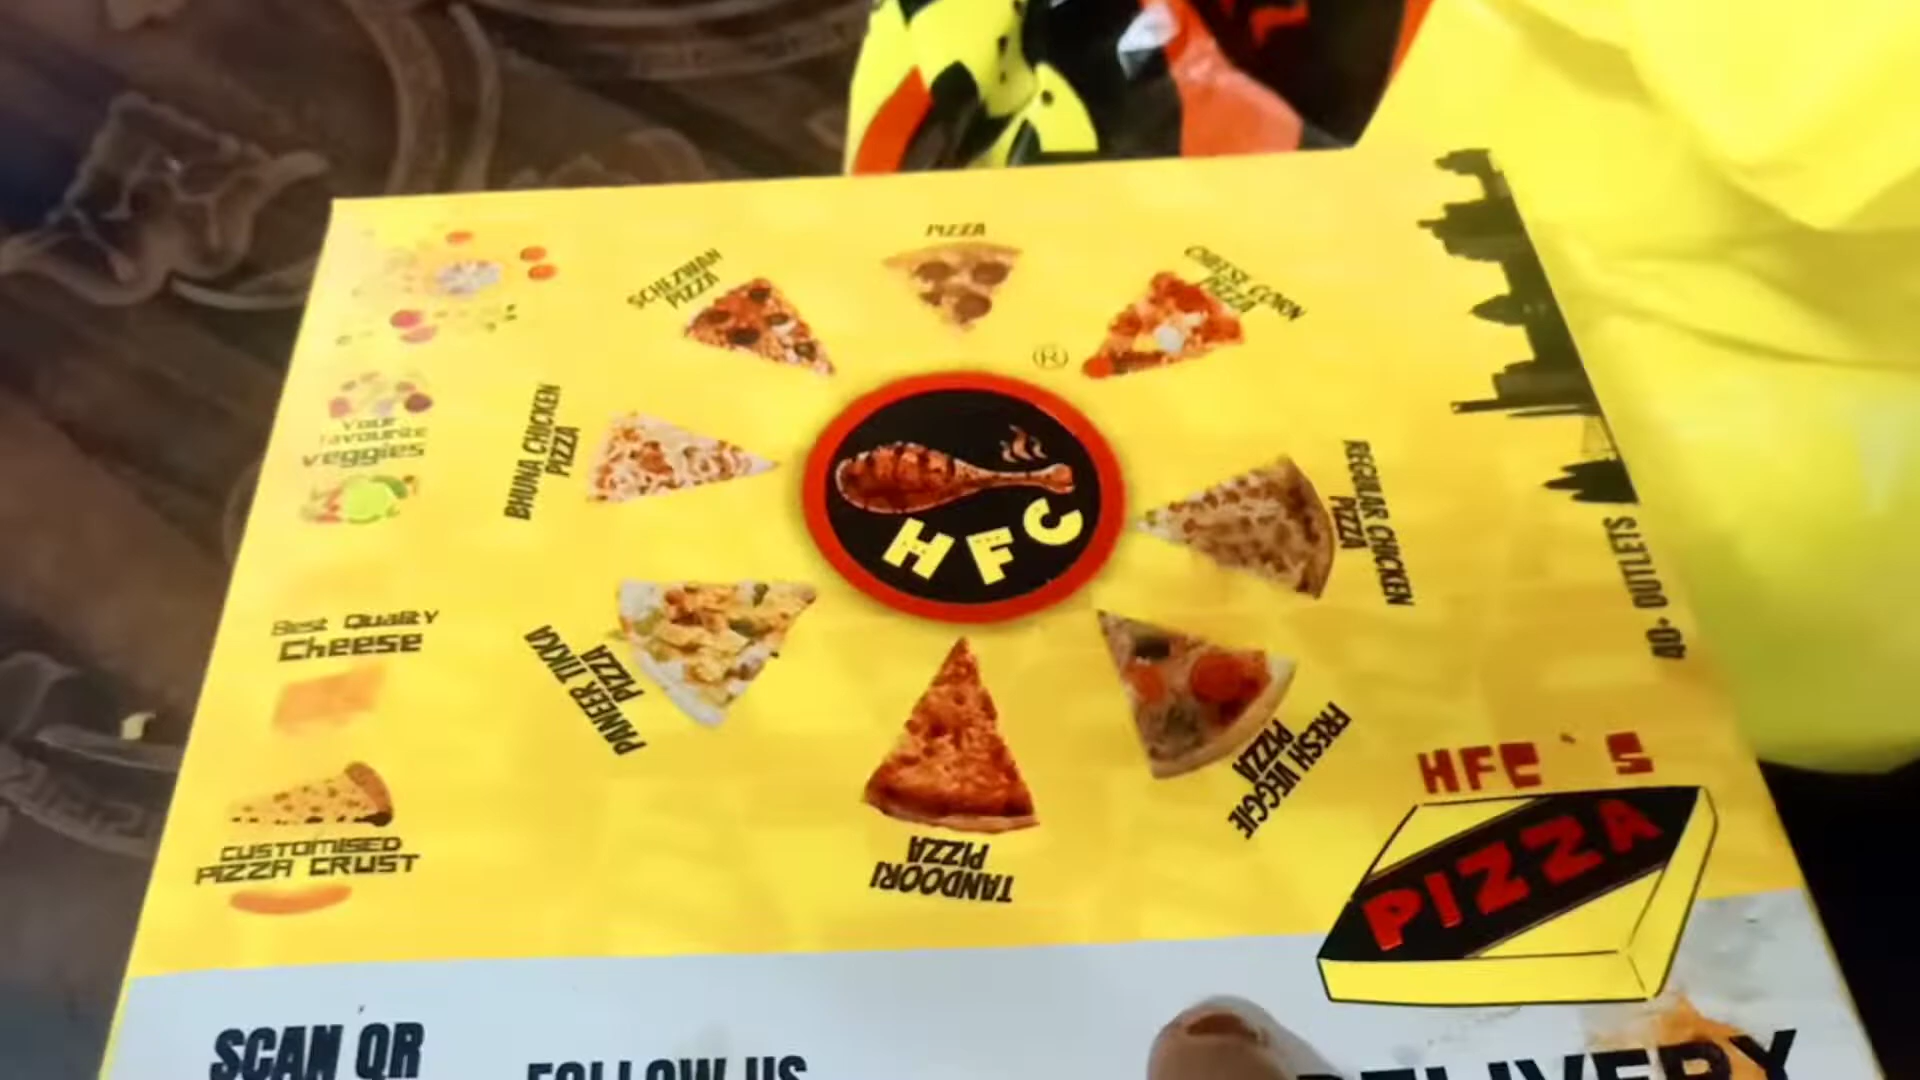 PIZZA
SCHEZWAN
PIZZA
CHEESE CORN
PIZZA
®
BHUNA CHICKEN
PIZZA
HFC
REGULAR CHICKEN
PIZZA
Your
favourite
veggies
40+ OUTLETS
Best Quality
Cheese
PANEER TIKKA
PIZZA
FRESH VEGGIE
PIZZA
TANDOORI
PIZZA
HFC`S
PIZZA
CUSTOMISED
PIZZA CRUST
SCAN QR
FOLLOW US
DELIVERY